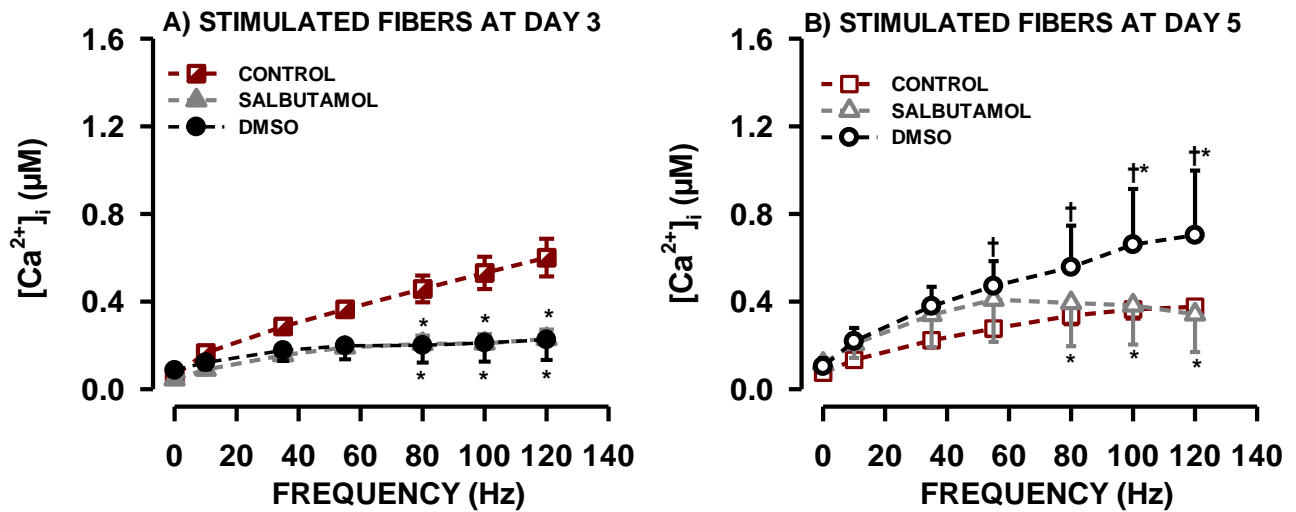 A) STIMULATED FIBERS AT DAY 3
1.6
1.2
0.8
0.4
0.0
[Ca²⁺]ᵢ (µM)
CONTROL
SALBUTAMOL
DMSO
* * *
* * *
0 20 40 60 80 100 120 140
FREQUENCY (Hz)
B) STIMULATED FIBERS AT DAY 5
1.6
1.2
0.8
0.4
0.0
[Ca²⁺]ᵢ (µM)
CONTROL
SALBUTAMOL
DMSO
† † †* †*
* * *
0 20 40 60 80 100 120 140
FREQUENCY (Hz)